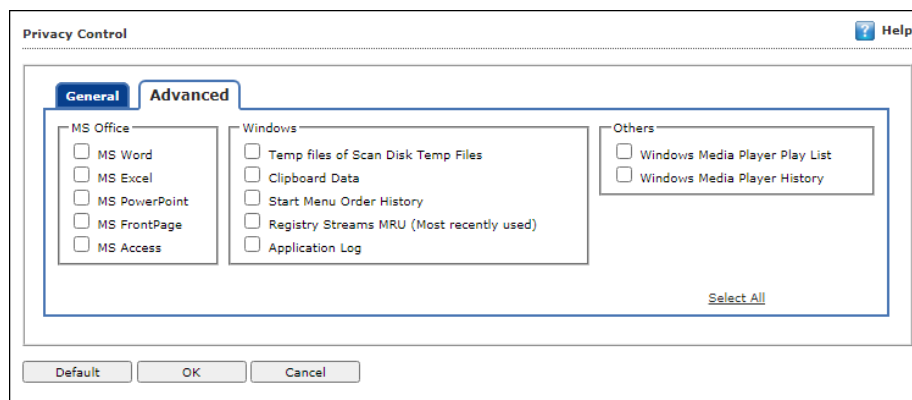 Privacy Control
Help
General
Advanced
MS Office
MS Word
MS Excel
MS PowerPoint
MS FrontPage
MS Access
Windows
Temp files of Scan Disk Temp Files
Clipboard Data
Start Menu Order History
Registry Streams MRU (Most recently used)
Application Log
Others
Windows Media Player Play List
Windows Media Player History
Select All
Default
OK
Cancel